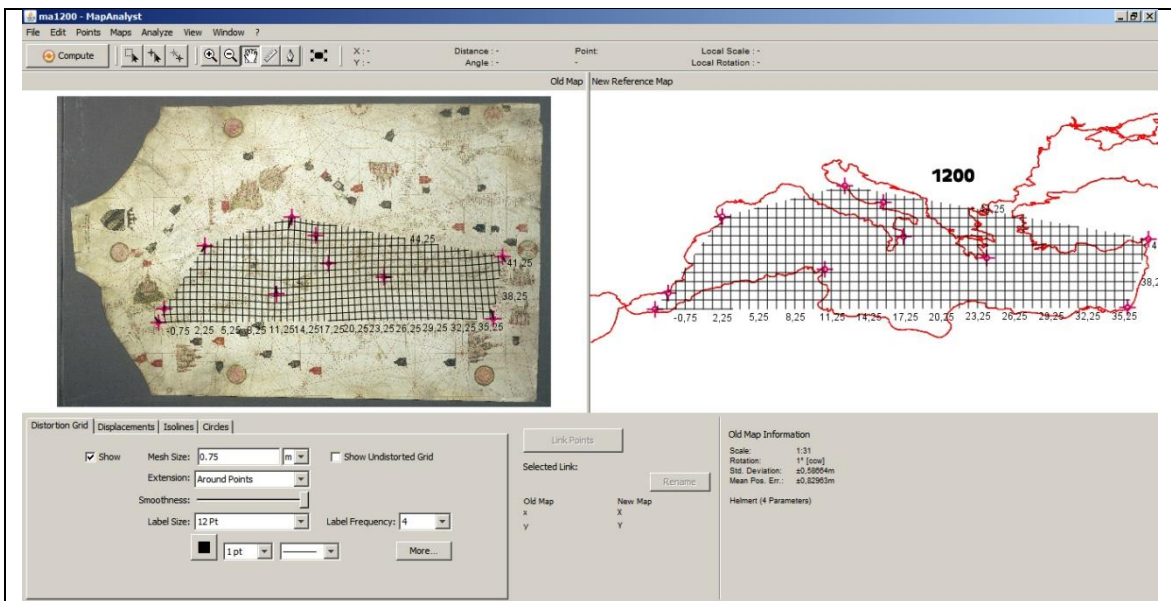 ma1200 - MapAnalyst
File Edit Points Maps Analyze View Window ?
Compute
X : -
Y : -
Distance : -
Angle : -
Point:
-
Local Scale : -
Local Rotation : -
Old Map
New Reference Map
44,25
41,25
38,25
-0,75 2,25 5,25 8,25 11,25 14,25 17,25 20,25 23,25 26,25 29,25 32,25 35,25
1200
-0,75 2,25 5,25 8,25 11,25 14,25 17,25 20,25 23,25 26,25 29,25 32,25 35,25
Distortion Grid Displacements Isolines Circles
Show
Mesh Size: 0.75 m
Show Undistorted Grid
Extension: Around Points
Smoothness:
Label Size: 12 Pt
Label Frequency: 4
1 pt
More...
Link Points
Selected Link:
Rename
Old Map New Map
x X
y Y
Old Map Information
Scale: 1:31
Rotation: 1° [ccw]
Std. Deviation: ±0,58664m
Mean Pos. Err.: ±0,82963m
Helmert (4 Parameters)